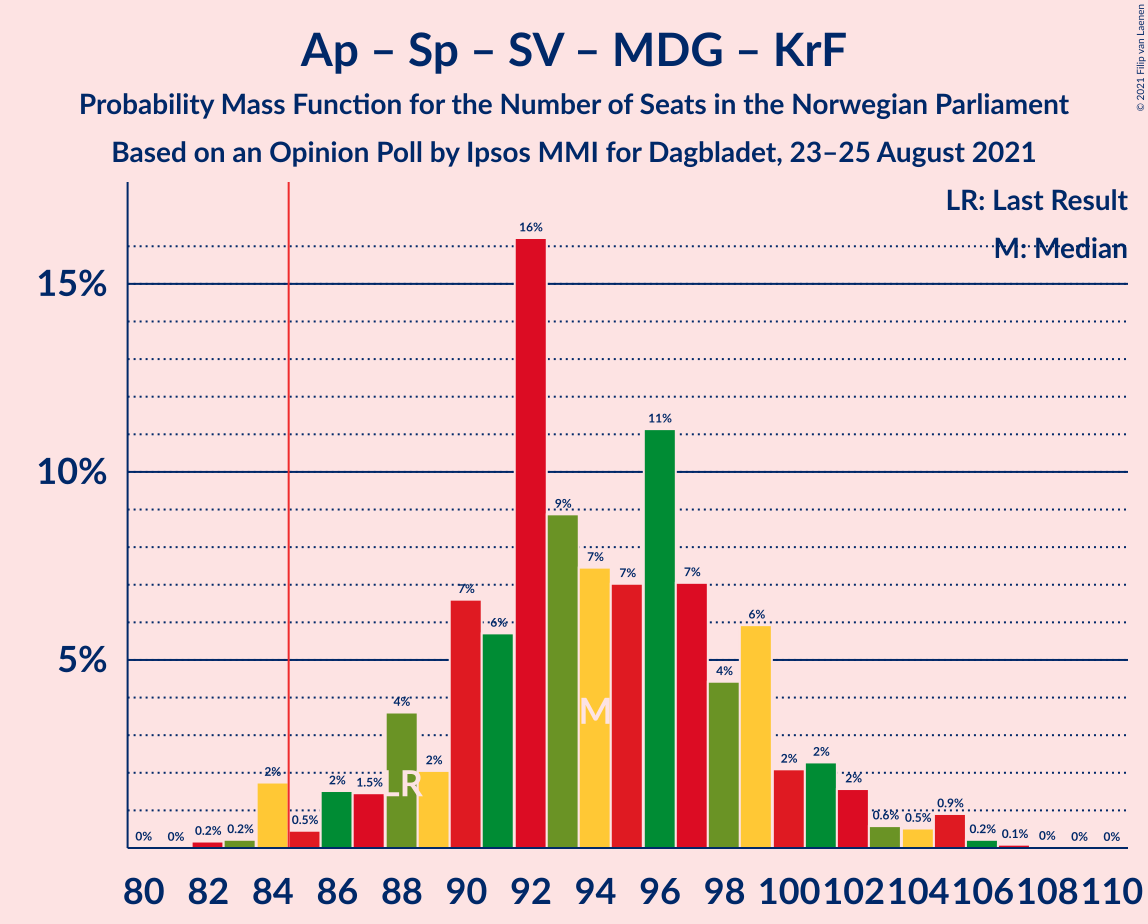 Ap – Sp – SV – MDG – KrF
Probability Mass Function for the Number of Seats in the Norwegian Parliament
Based on an Opinion Poll by Ipsos MMI for Dagbladet, 23–25 August 2021
© 2021 Filip van Laenen
LR: Last Result
M: Median
15%
10%
5%
0% 0% 0.2% 0.2% 2% 0.5% 2% 1.5% 4% 2% 7% 6% 16% 9% 7% 7% 11% 7% 4% 6% 2% 2% 2% 0.6% 0.5% 0.9% 0.2% 0.1% 0% 0% 0%
LR
M
80 82 84 86 88 90 92 94 96 98 100 102 104 106 108 110